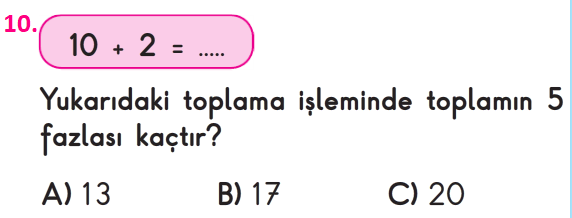 10.
10 + 2 = .....
Yukarıdaki toplama işleminde toplamın 5
fazlası kaçtır?
A) 13 B) 17 C) 20